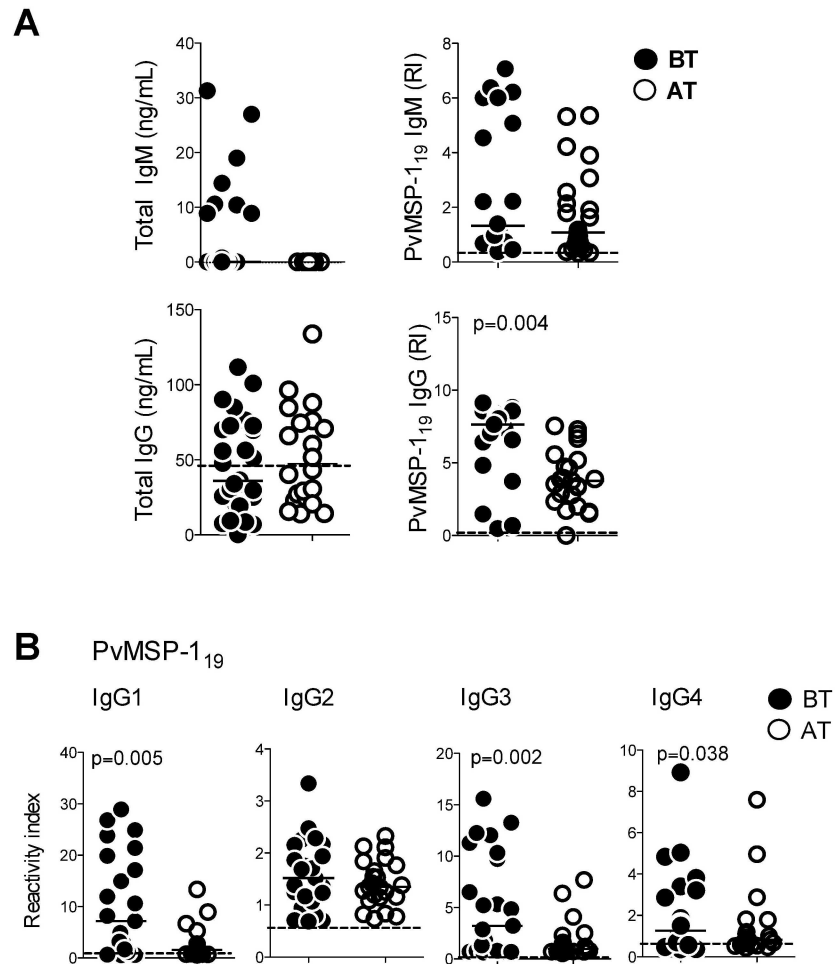 A
Total IgM (ng/mL)
40
30
20
10
0
PvMSP-1₁₉ IgM (RI)
8
6
4
2
0
BT
AT
Total IgG (ng/mL)
150
100
50
0
PvMSP-1₁₉ IgG (RI)
15
10
5
0
p=0.004
B PvMSP-1₁₉
IgG1
IgG2
IgG3
IgG4
BT
AT
Reactivity index
40
30
20
10
0
p=0.005
4
3
2
1
0
20
15
10
5
0
p=0.002
10
8
6
4
2
0
p=0.038